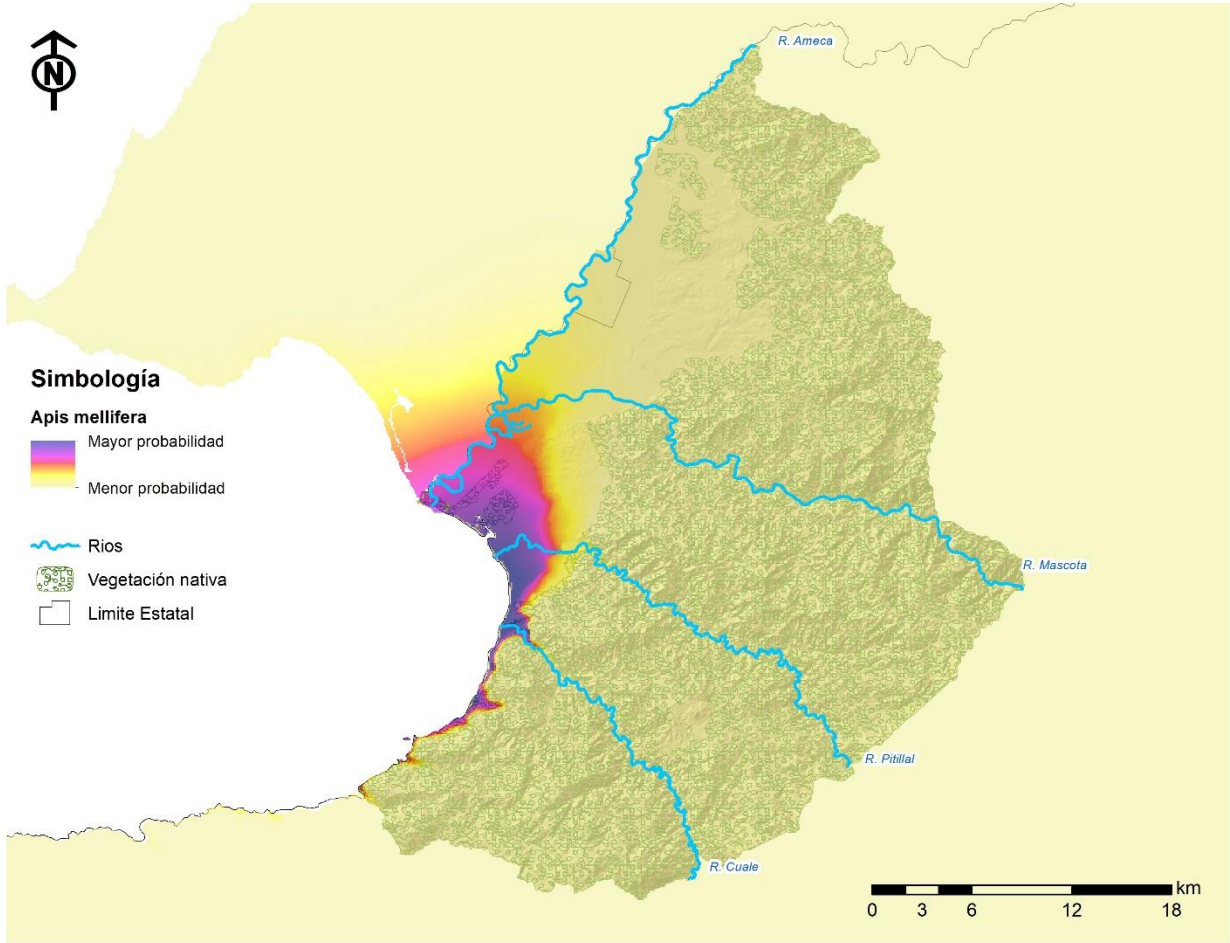 N
R. Ameca
Simbología
Apis mellifera
Mayor probabilidad
Menor probabilidad
Rios
Vegetación nativa
Limite Estatal
R. Mascota
R. Pitillal
R. Cuale
km
0 3 6 12 18